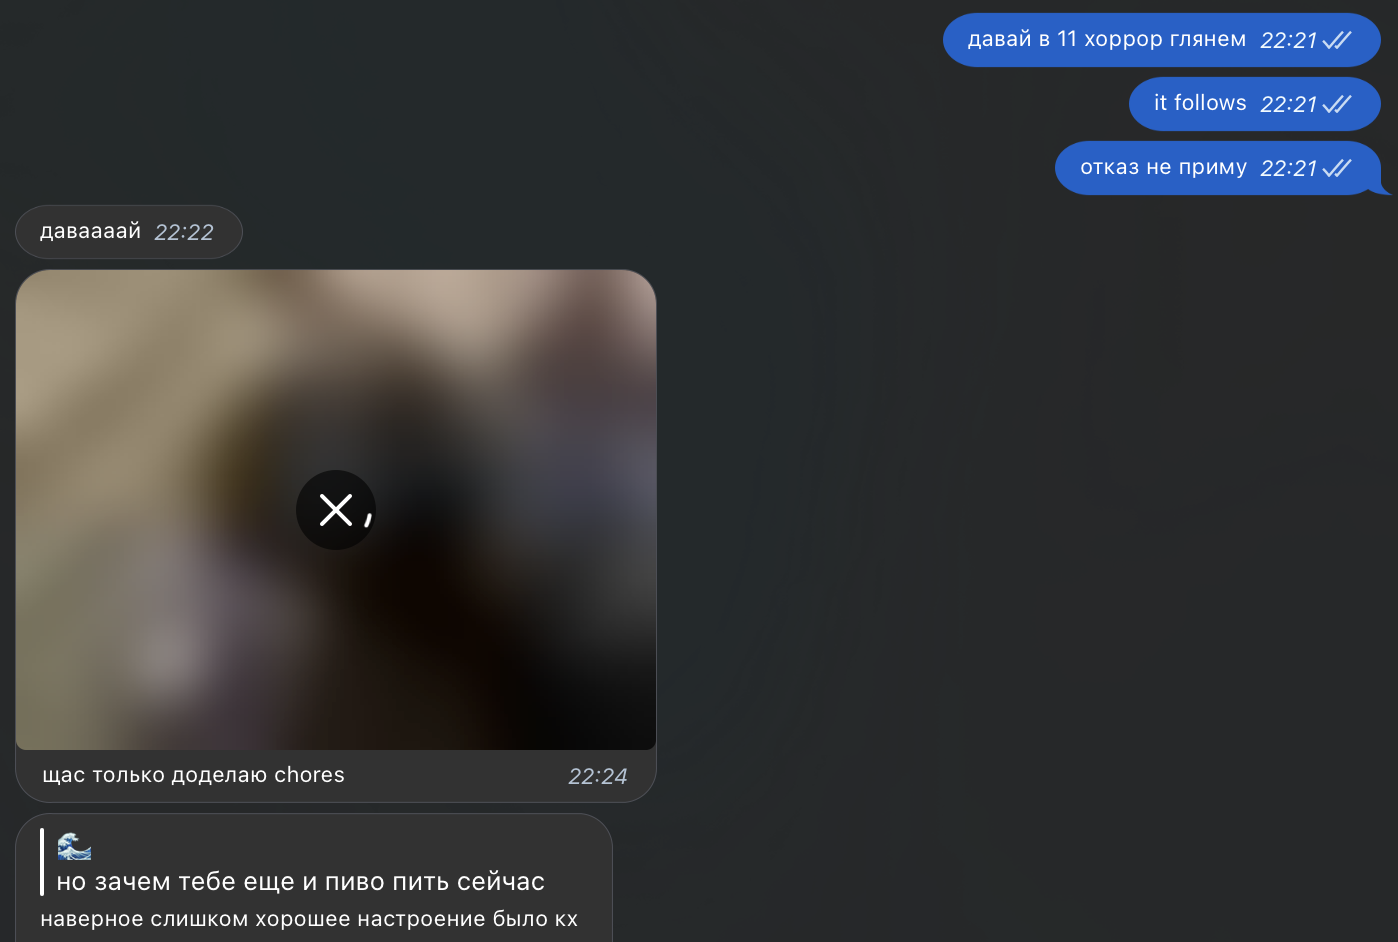 давай в 11 хоррор глянем 22:21
it follows 22:21
отказ не приму 22:21
даваааай 22:22
щас только доделаю chores 22:24
🌊
но зачем тебе еще и пиво пить сейчас
наверное слишком хорошее настроение было кх